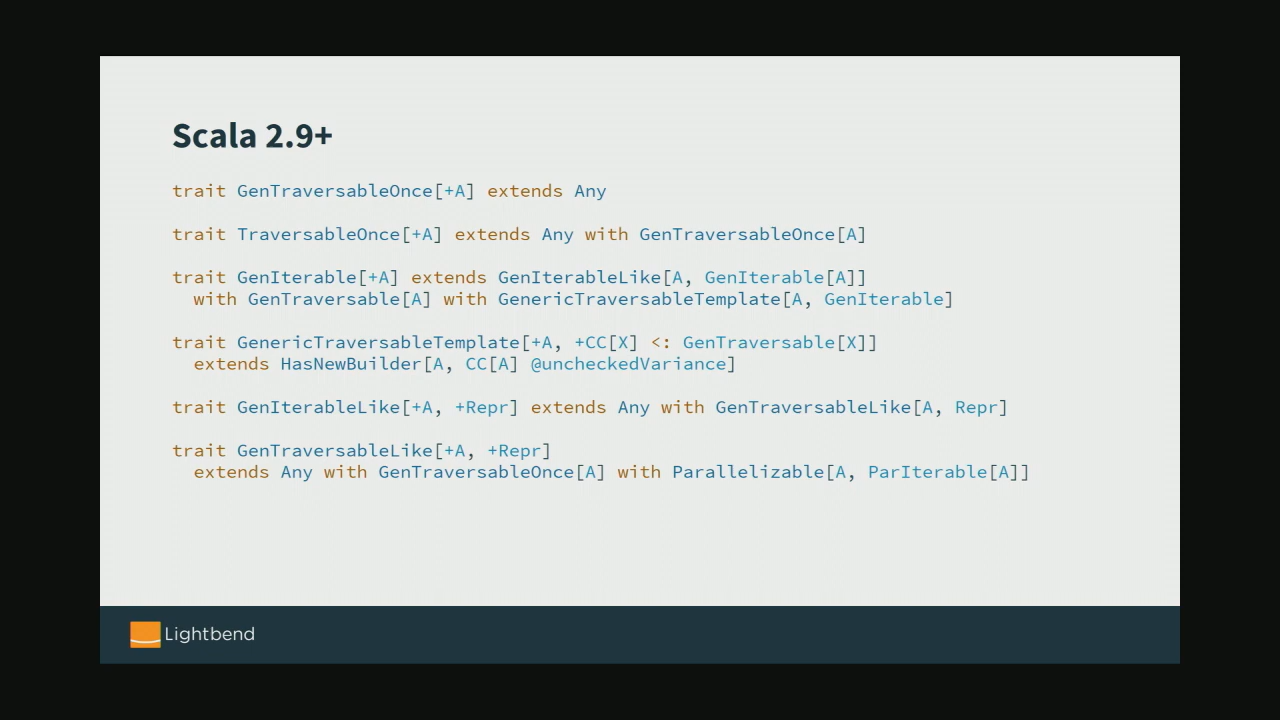 Scala 2.9+
trait GenTraversableOnce[+A] extends Any
trait TraversableOnce[+A] extends Any with GenTraversableOnce[A]
trait GenIterable[+A] extends GenIterableLike[A, GenIterable[A]]
with GenTraversable[A] with GenericTraversableTemplate[A, GenIterable]
trait GenericTraversableTemplate[+A, +CC[X] <: GenTraversable[X]]
extends HasNewBuilder[A, CC[A] @uncheckedVariance]
trait GenIterableLike[+A, +Repr] extends Any with GenTraversableLike[A, Repr]
trait GenTraversableLike[+A, +Repr]
extends Any with GenTraversableOnce[A] with Parallelizable[A, ParIterable[A]]
Lightbend